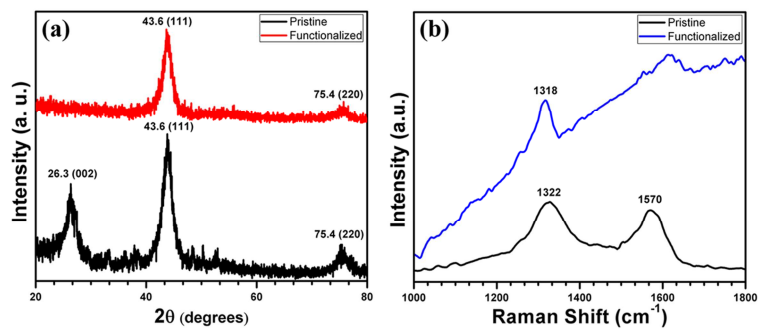 (a)
Pristine
Functionalized
43.6 (111)
75.4 (220)
43.6 (111)
26.3 (002)
75.4 (220)
Intensity (a. u.)
20
40
60
80
2θ (degrees)
(b)
Pristine
Functionalized
1318
1322
1570
Intensity (a.u.)
1000
1200
1400
1600
1800
Raman Shift (cm⁻¹)